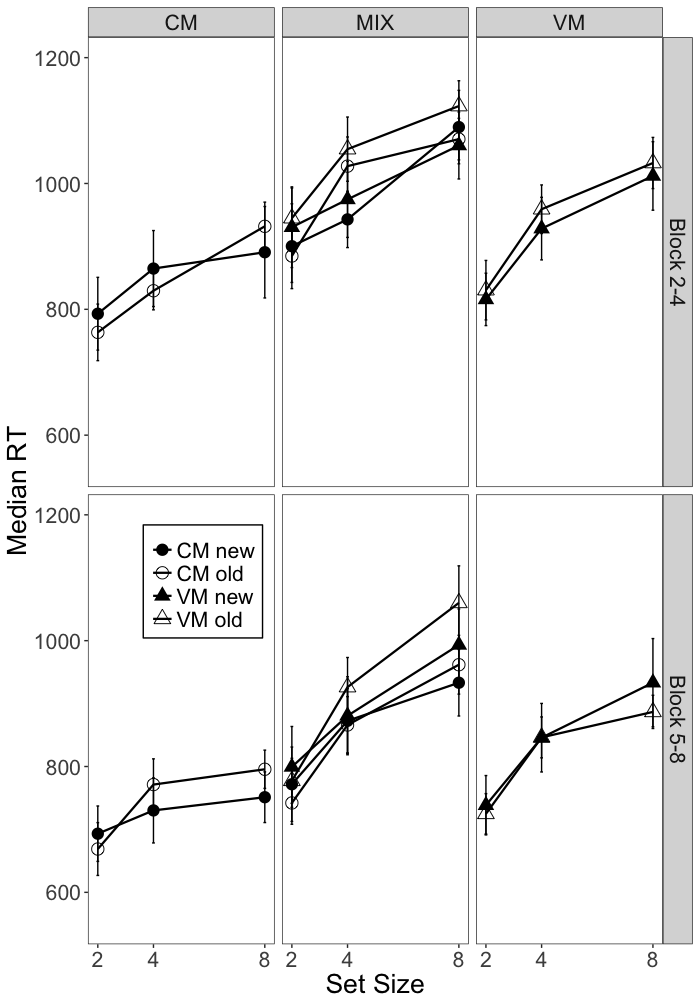 CM MIX VM
1200
1000
800
600
Block 2-4
1200
1000
800
600
Block 5-8
CM new
CM old
VM new
VM old
2 4 8 2 4 8 2 4 8
Set Size
Median RT